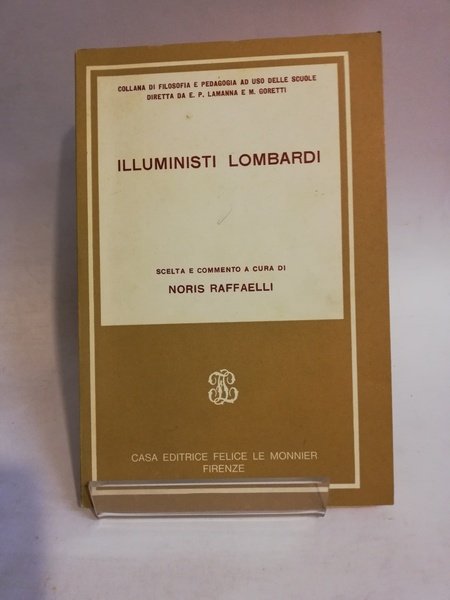 COLLANA DI FILOSOFIA E PEDAGOGIA AD USO DELLE SCUOLE
DIRETTA DA E. P. LAMANNA E M. GORETTI
ILLUMINISTI LOMBARDI
SCELTA E COMMENTO A CURA DI
NORIS RAFFAELLI
CASA EDITRICE FELICE LE MONNIER
FIRENZE